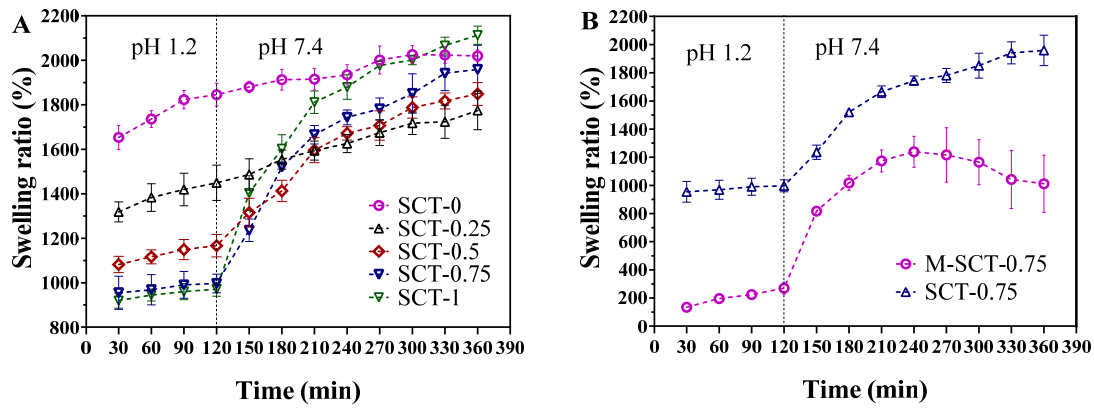 A
pH 1.2
pH 7.4
Swelling ratio (%)
2200
2000
1800
1600
1400
1200
1000
800
SCT-0
SCT-0.25
SCT-0.5
SCT-0.75
SCT-1
0 30 60 90 120 150 180 210 240 270 300 330 360 390
Time (min)
B
pH 1.2
pH 7.4
Swelling ratio (%)
2200
2000
1800
1600
1400
1200
1000
800
600
400
200
0
M-SCT-0.75
SCT-0.75
0 30 60 90 120 150 180 210 240 270 300 330 360 390
Time (min)